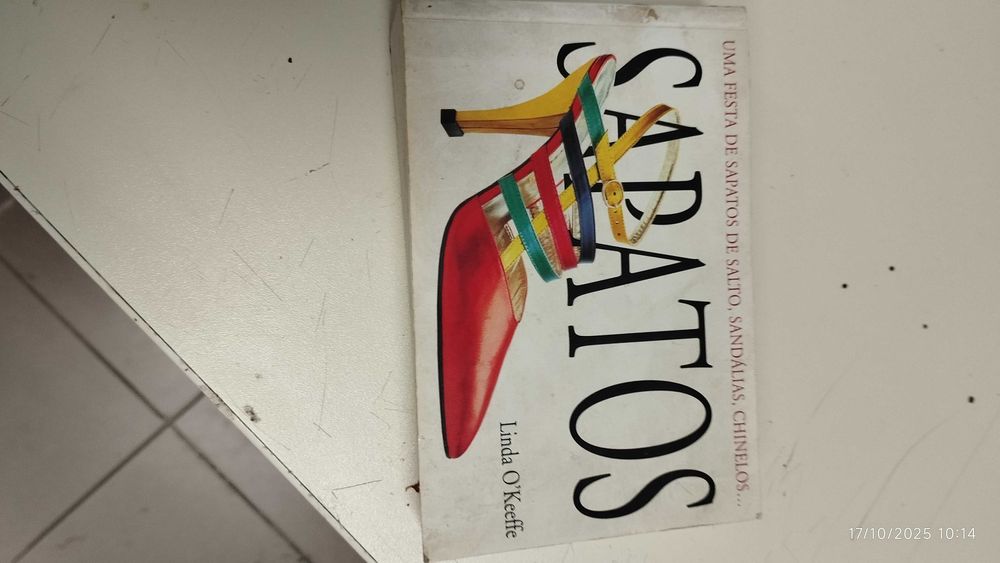 UMA FESTA DE SAPATOS DE SALTO, SANDÁLIAS, CHINELOS...
SAPATOS
Linda O'Keeffe
17/10/2025 10:14